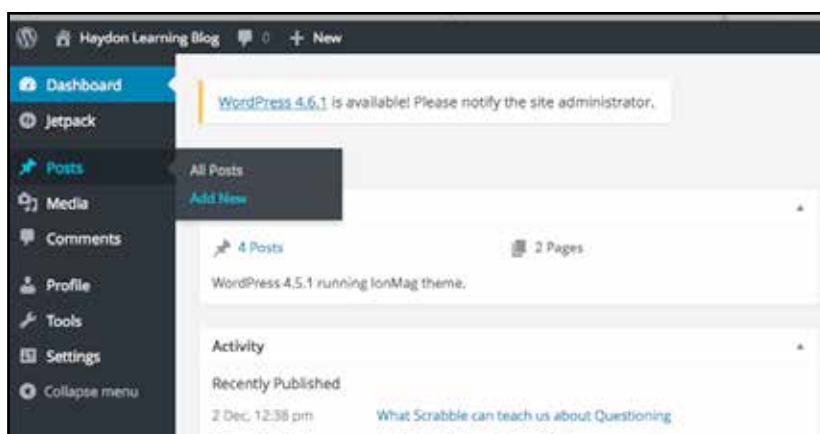 Haydon Learning Blog 0 + New
Dashboard
Jetpack
Posts
Media
Comments
Profile
Tools
Settings
Collapse menu
WordPress 4.6.1 is available! Please notify the site administrator.
All Posts
Add New
4 Posts 2 Pages
WordPress 4.5.1 running IonMag theme.
Activity
Recently Published
2 Dec, 12:38 pm What Scrabble can teach us about Questioning